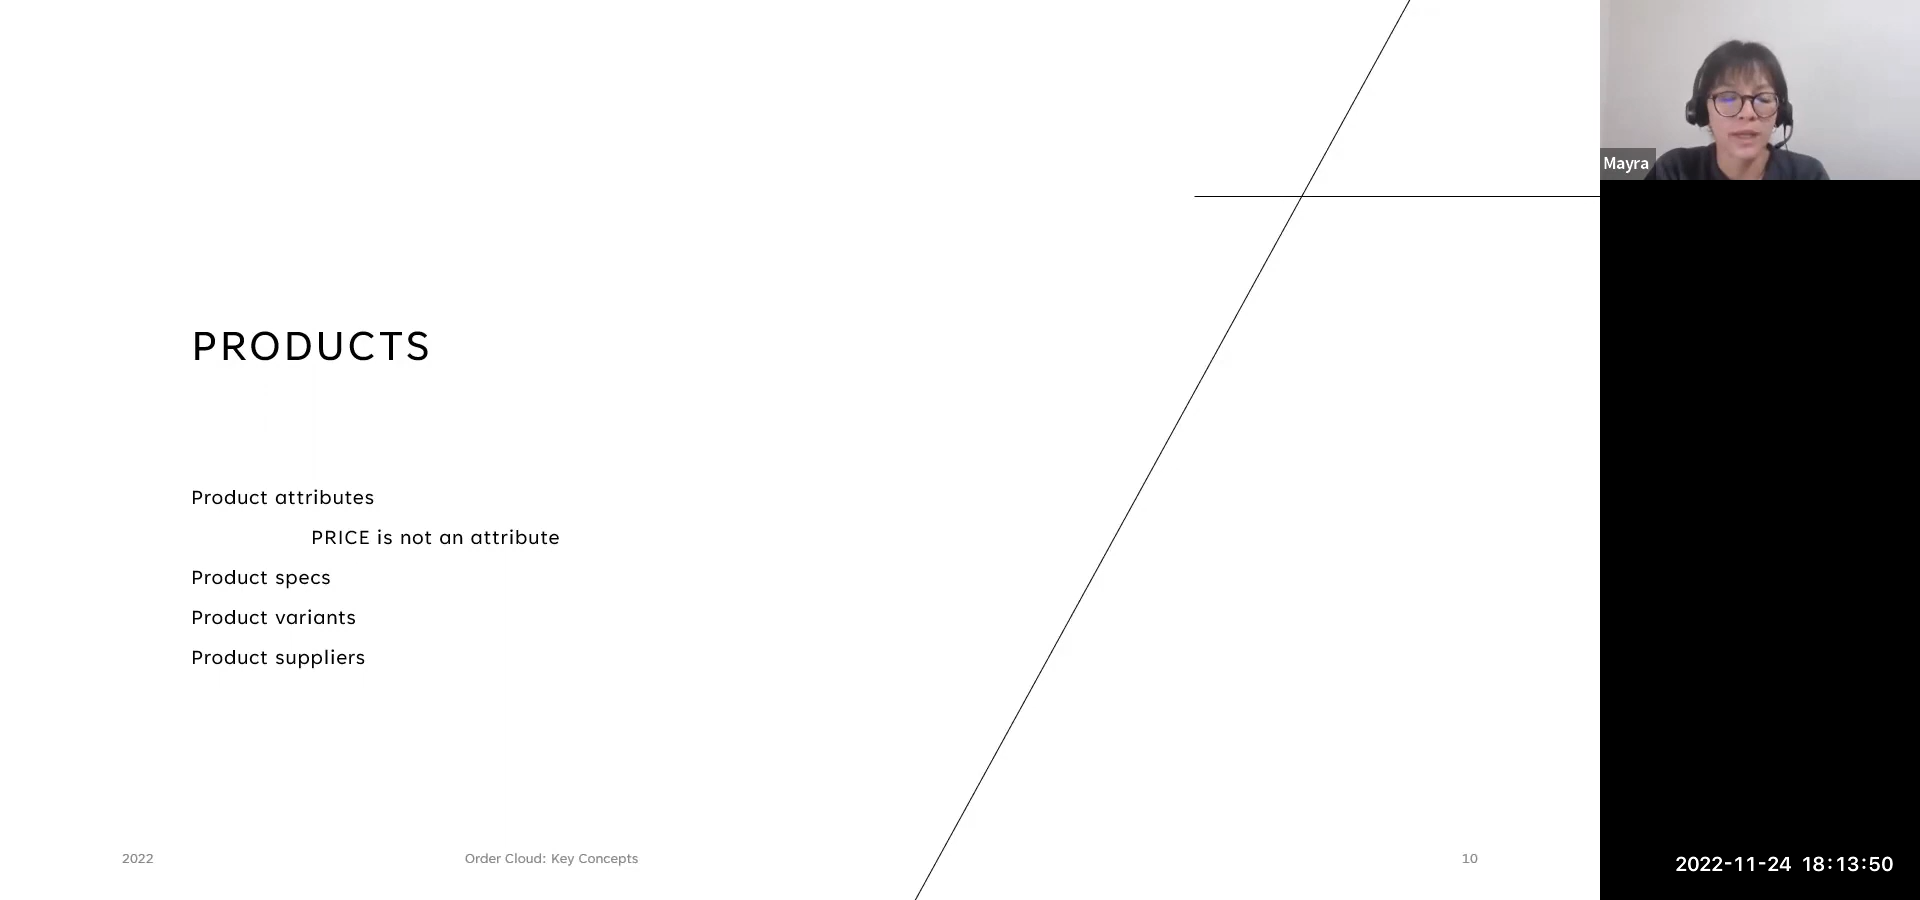 Mayra
PRODUCTS
Product attributes
PRICE is not an attribute
Product specs
Product variants
Product suppliers
2022
Order Cloud: Key Concepts
10
2022-11-24 18:13:50